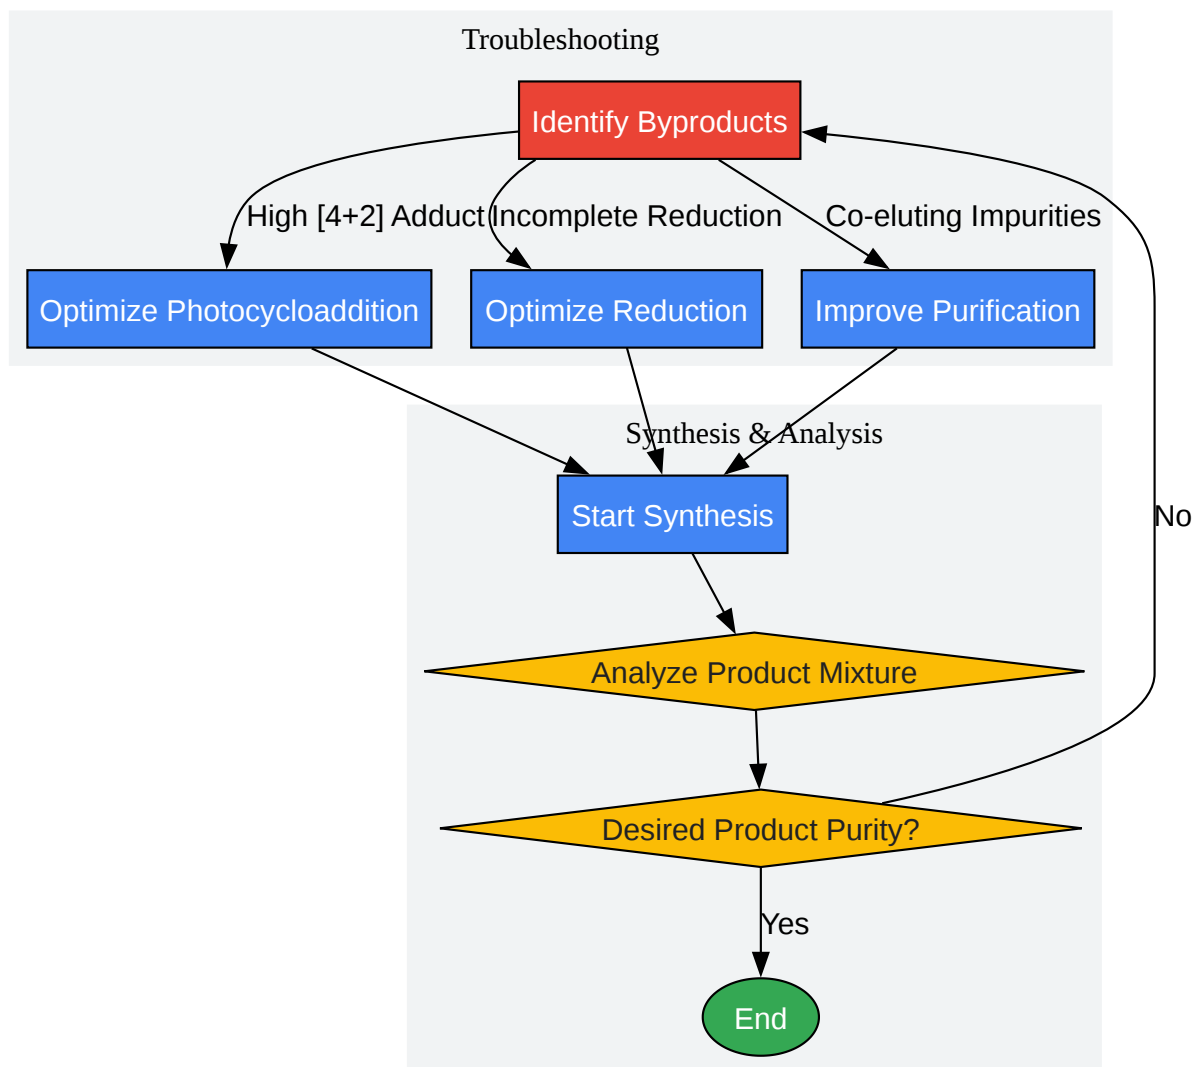 Troubleshooting
Identify Byproducts
High [4+2] Adduct
Incomplete Reduction
Co-eluting Impurities
Optimize Photocycloaddition
Optimize Reduction
Improve Purification
Synthesis & Analysis
Start Synthesis
No
Analyze Product Mixture
Desired Product Purity?
Yes
End